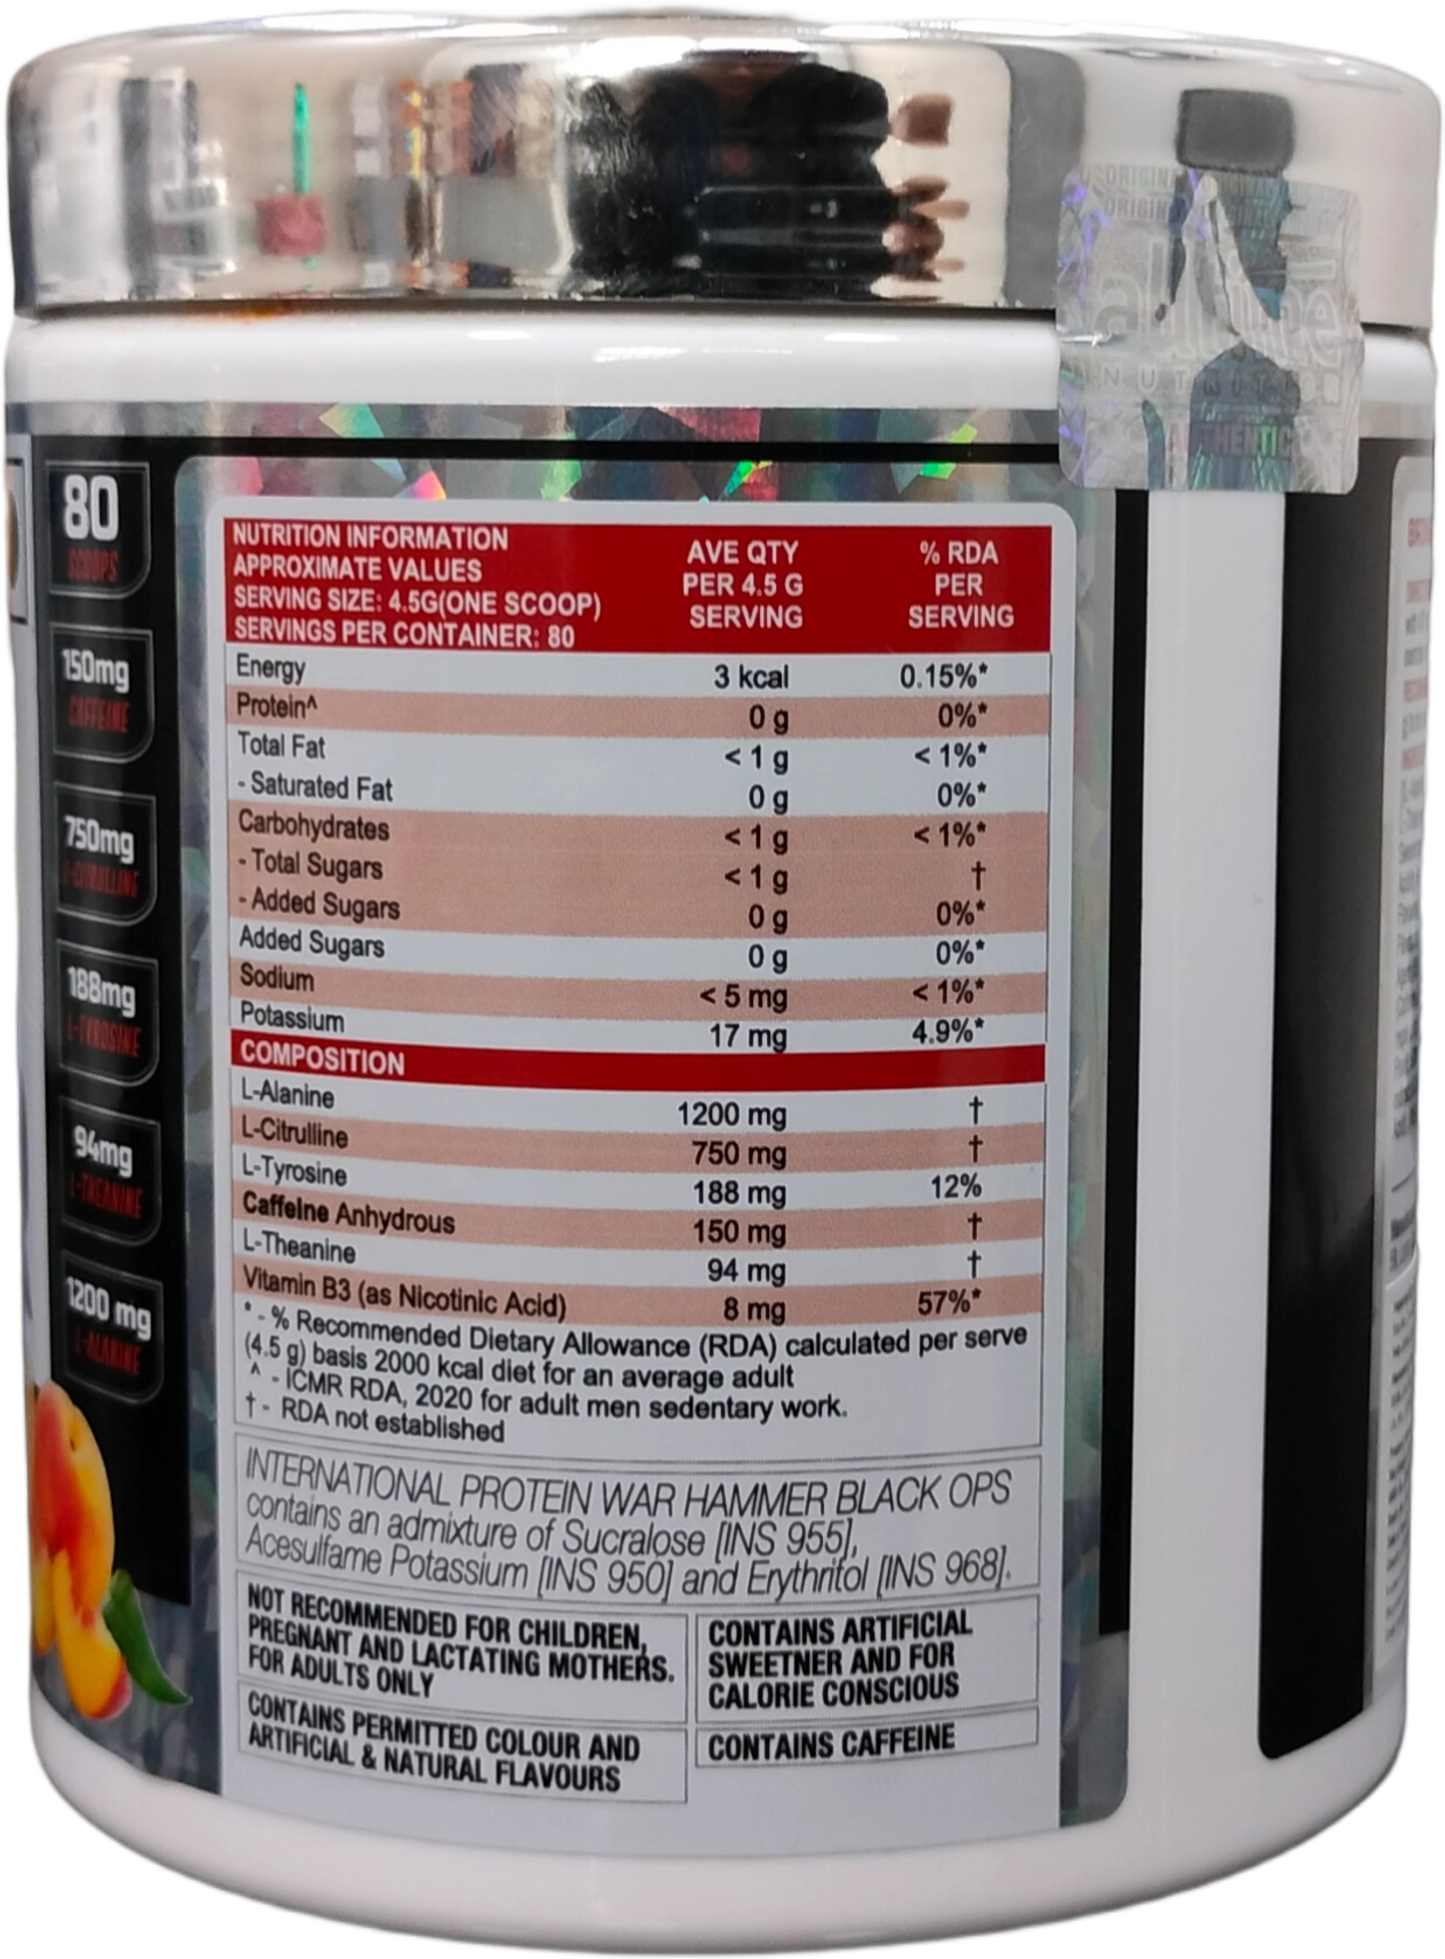 80
SCOOPS
150mg
CAFFEINE
750mg
L-CITRULLINE
188mg
L-TYROSINE
94mg
L-THEANINE
1200 mg
L-ALANINE
NUTRITION INFORMATION
APPROXIMATE VALUES
SERVING SIZE: 4.5G(ONE SCOOP)
SERVINGS PER CONTAINER: 80
AVE QTY
PER 4.5 G
SERVING
% RDA
PER
SERVING
Energy 3 kcal 0.15%*
Protein^ 0 g 0%*
Total Fat < 1 g < 1%*
- Saturated Fat 0 g 0%*
Carbohydrates < 1 g < 1%*
- Total Sugars < 1 g †
- Added Sugars 0 g 0%*
Added Sugars 0 g 0%*
Sodium < 5 mg < 1%*
Potassium 17 mg 4.9%*
COMPOSITION
L-Alanine 1200 mg †
L-Citrulline 750 mg †
L-Tyrosine 188 mg 12%
Caffeine Anhydrous 150 mg †
L-Theanine 94 mg †
Vitamin B3 (as Nicotinic Acid) 8 mg 57%*
* - % Recommended Dietary Allowance (RDA) calculated per serve
(4.5 g) basis 2000 kcal diet for an average adult
^ - ICMR RDA, 2020 for adult men sedentary work.
† - RDA not established
INTERNATIONAL PROTEIN WAR HAMMER BLACK OPS
contains an admixture of Sucralose [INS 955],
Acesulfame Potassium [INS 950] and Erythritol [INS 968].
NOT RECOMMENDED FOR CHILDREN,
PREGNANT AND LACTATING MOTHERS.
FOR ADULTS ONLY
CONTAINS ARTIFICIAL
SWEETNER AND FOR
CALORIE CONSCIOUS
CONTAINS PERMITTED COLOUR AND
ARTIFICIAL & NATURAL FLAVOURS
CONTAINS CAFFEINE
NUTRITION